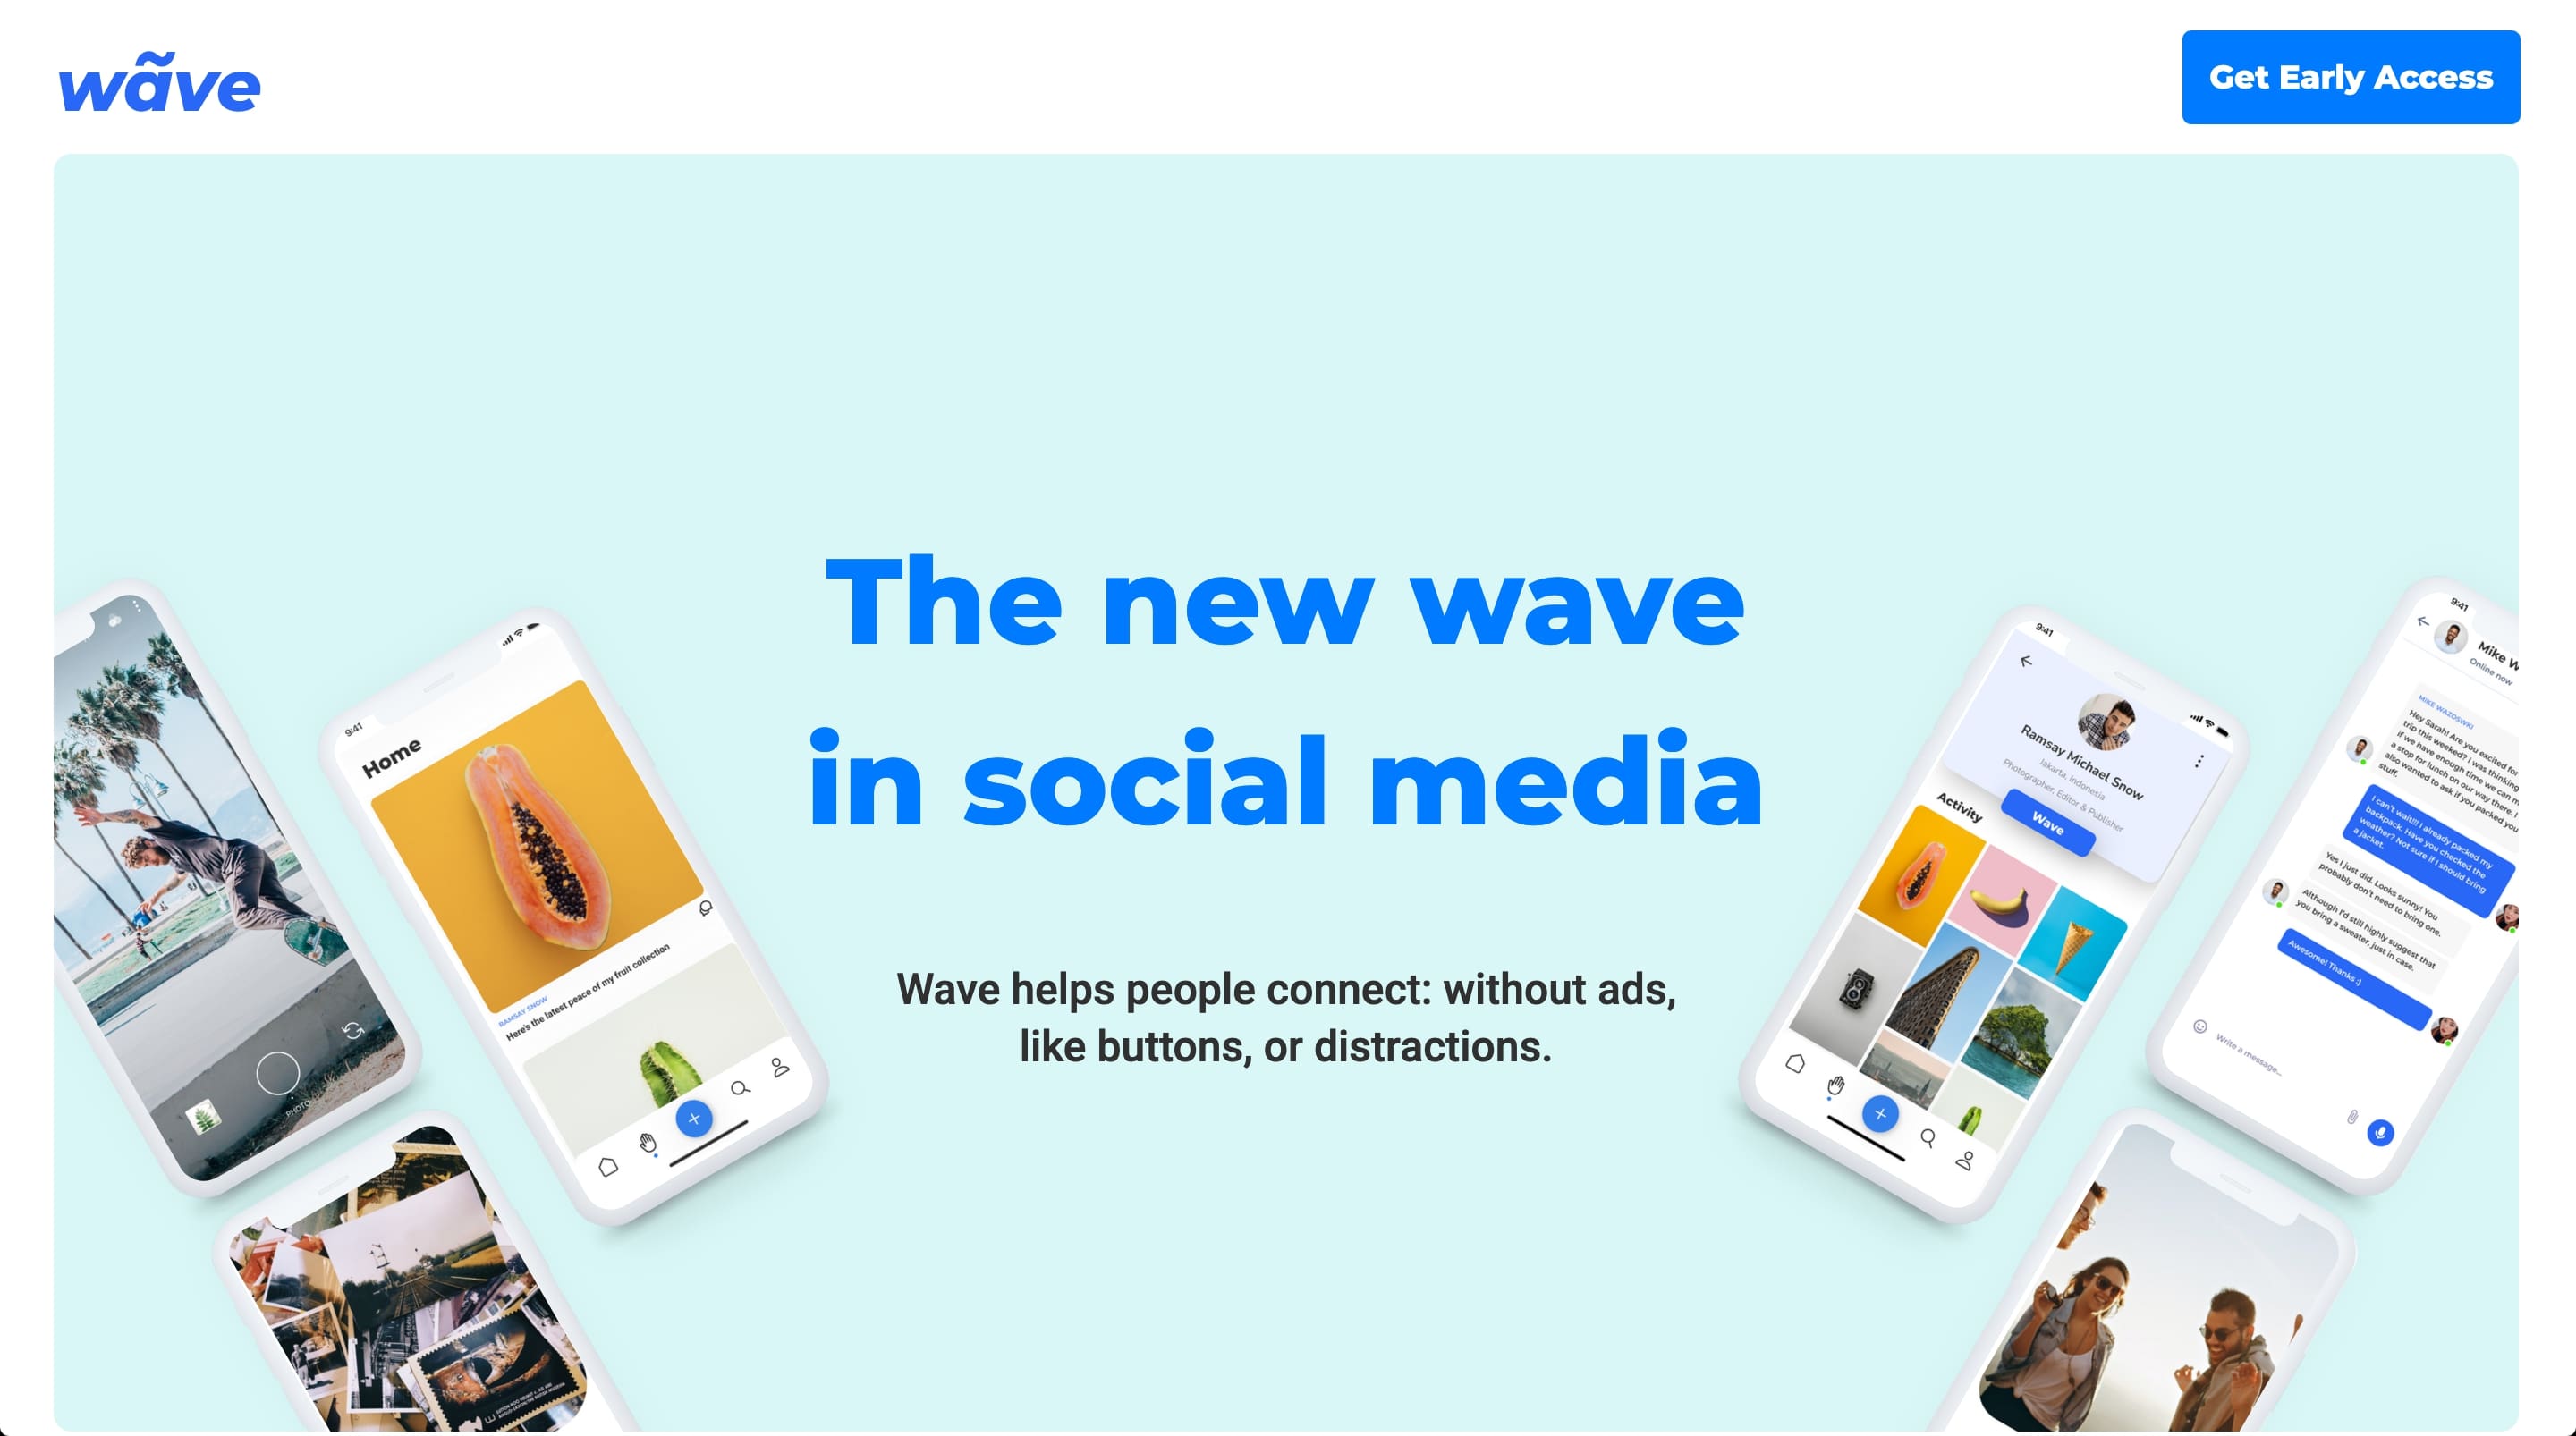 wãve
Get Early Access
The new wave
in social media
Wave helps people connect: without ads,
like buttons, or distractions.
PHOTO
9:41
Home
RAMSAY SNOW
Here's the latest peace of my fruit collection
9:41
Ramsay Michael Snow
Jakarta, Indonesia
Photographer, Editor & Publisher
Wave
Activity
9:41
Mike W
Online now
MIKE WAZOSWKI
Hey Sarah! Are you excited for
trip this weeked? I was thinking
if we have enough time we can m
a stop for lunch on our way there. I
also wanted to ask if you packed you
stuff.
I can't wait!!! I already packed my
backpack. Have you checked the
weather? Not sure if I should bring
a jacket.
Yes I just did. Looks sunny! You
probably don't need to bring one.
Although I'd still highly suggest that
you bring a sweater, just in case.
Awesome! Thanks :)
Write a message...